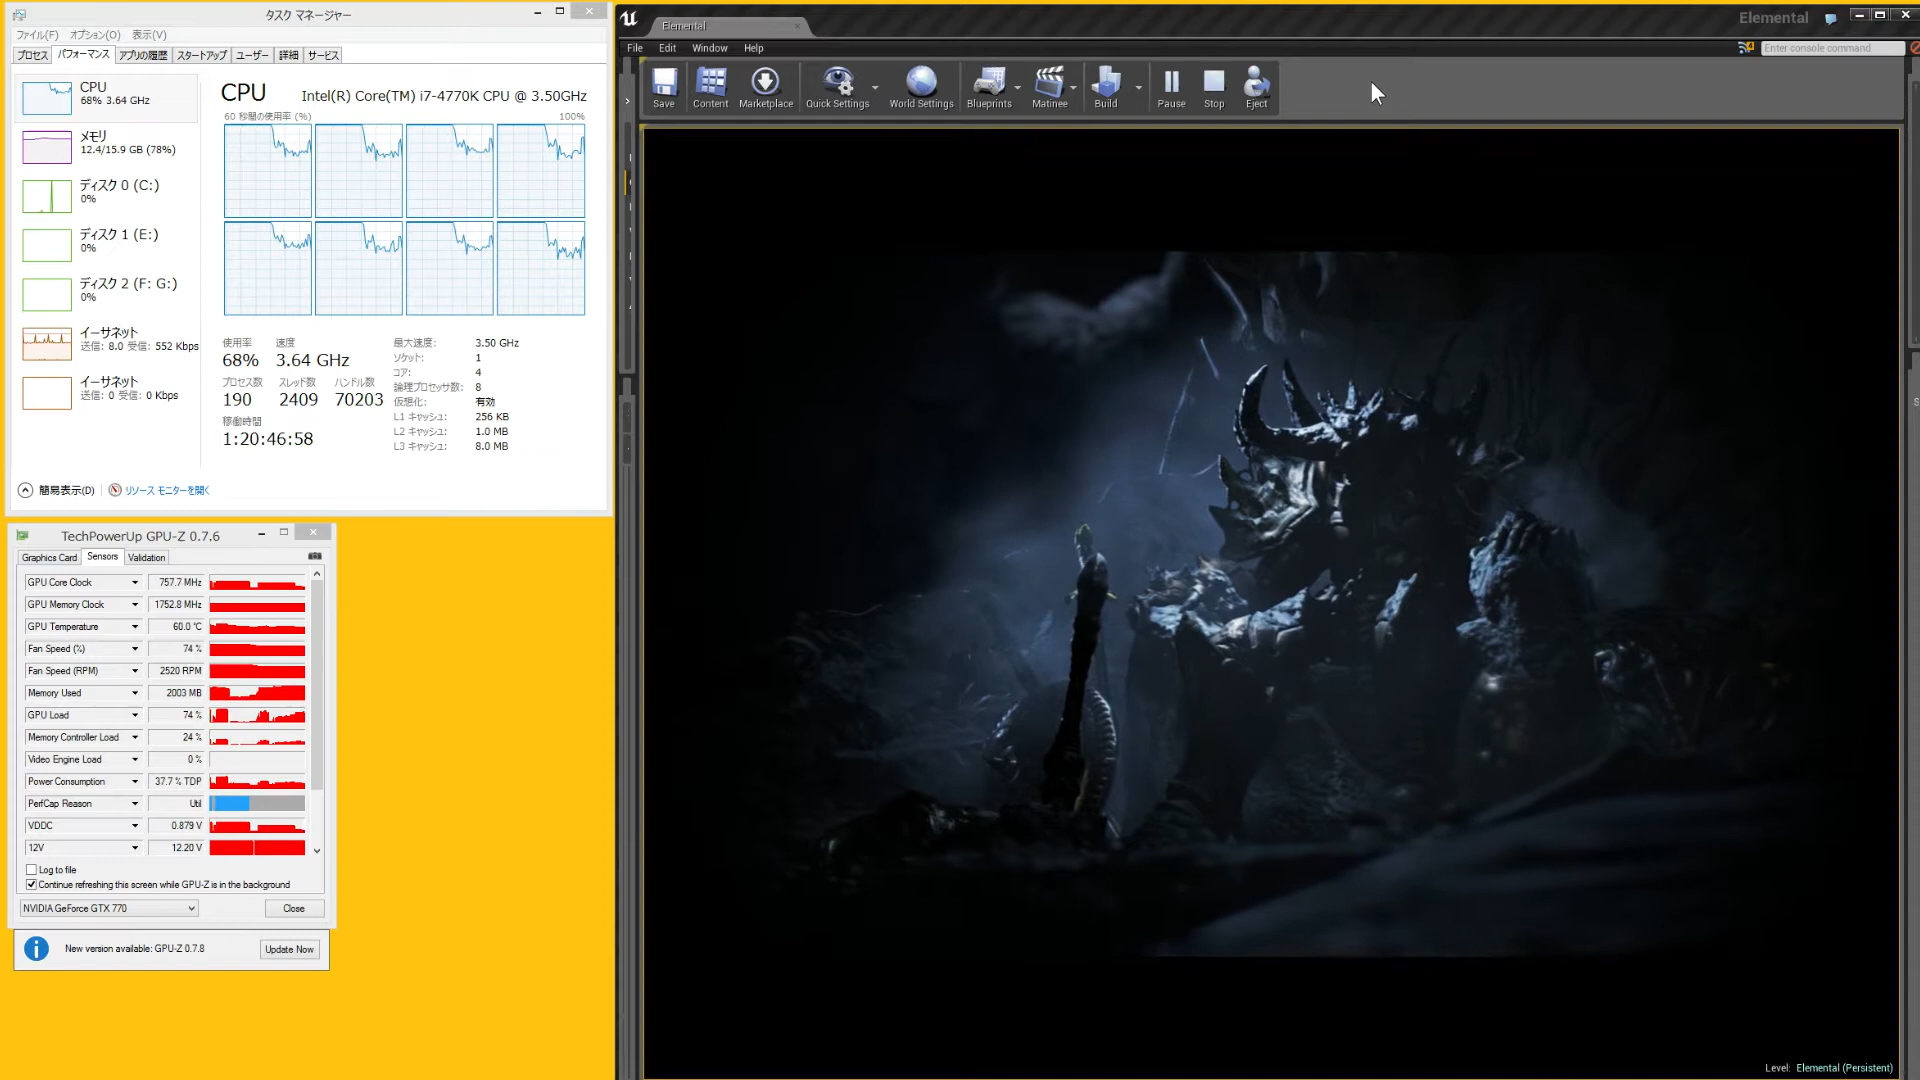 タスク マネージャー
ファイル(F) オプション(O) 表示(V)
プロセス パフォーマンス アプリの履歴 スタートアップ ユーザー 詳細 サービス
CPU
68% 3.64 GHz
メモリ
12.4/15.9 GB (78%)
ディスク 0 (C:)
0%
ディスク 1 (E:)
0%
ディスク 2 (F: G:)
0%
イーサネット
送信: 8.0 受信: 552 Kbps
イーサネット
送信: 0 受信: 0 Kbps
CPU Intel(R) Core(TM) i7-4770K CPU @ 3.50GHz
60 秒間の使用率 (%) 100%
使用率 速度
68% 3.64 GHz
プロセス数 スレッド数 ハンドル数
190 2409 70203
稼働時間
1:20:46:58
最大速度: 3.50 GHz
ソケット: 1
コア: 4
論理プロセッサ数: 8
仮想化: 有効
L1 キャッシュ: 256 KB
L2 キャッシュ: 1.0 MB
L3 キャッシュ: 8.0 MB
簡易表示(D) リソース モニターを開く
TechPowerUp GPU-Z 0.7.6
Graphics Card Sensors Validation
GPU Core Clock 757.7 MHz
GPU Memory Clock 1752.8 MHz
GPU Temperature 60.0 °C
Fan Speed (%) 74 %
Fan Speed (RPM) 2520 RPM
Memory Used 2003 MB
GPU Load 74 %
Memory Controller Load 24 %
Video Engine Load 0 %
Power Consumption 37.7 % TDP
PerfCap Reason Util
VDDC 0.879 V
12V 12.20 V
Log to file
Continue refreshing this screen while GPU-Z is in the background
NVIDIA GeForce GTX 770 Close
New version available: GPU-Z 0.7.8 Update Now
Elemental
Elemental
File Edit Window Help
Enter console command
Save Content Marketplace Quick Settings World Settings Blueprints Matinee Build Pause Stop Eject
Level: Elemental (Persistent)